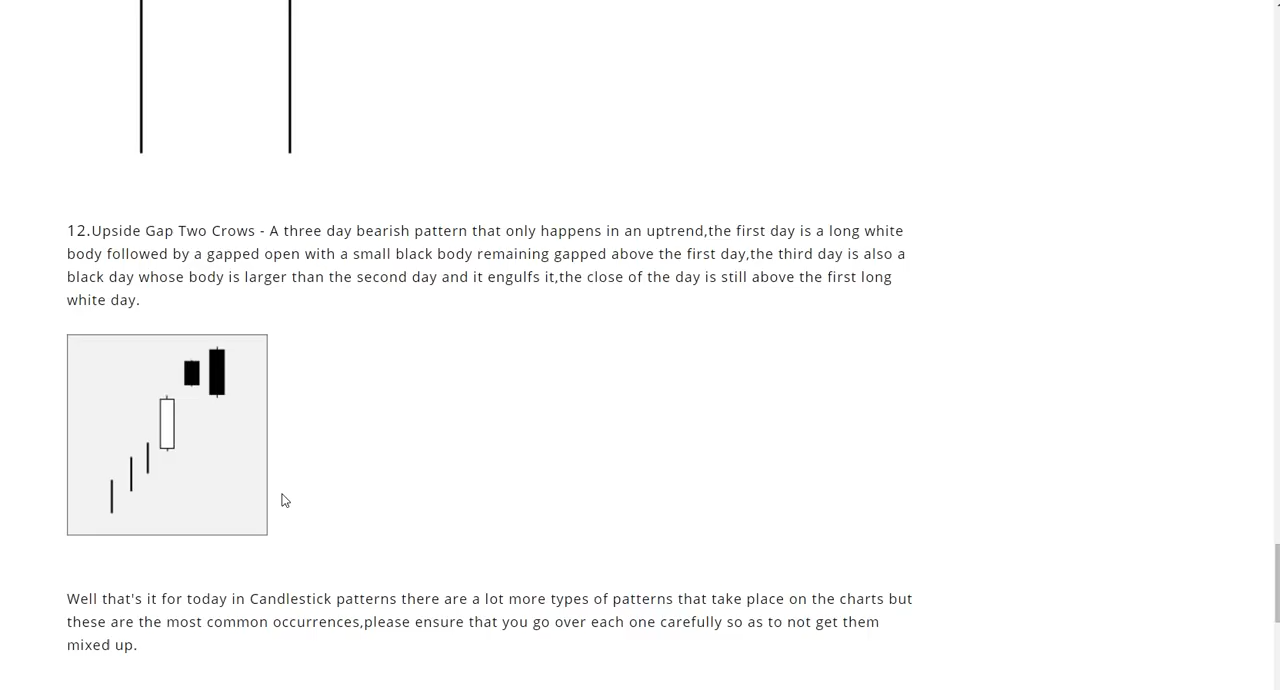 12.Upside Gap Two Crows - A three day bearish pattern that only happens in an uptrend,the first day is a long white
body followed by a gapped open with a small black body remaining gapped above the first day,the third day is also a
black day whose body is larger than the second day and it engulfs it,the close of the day is still above the first long
white day.
Well that's it for today in Candlestick patterns there are a lot more types of patterns that take place on the charts but
these are the most common occurrences,please ensure that you go over each one carefully so as to not get them
mixed up.